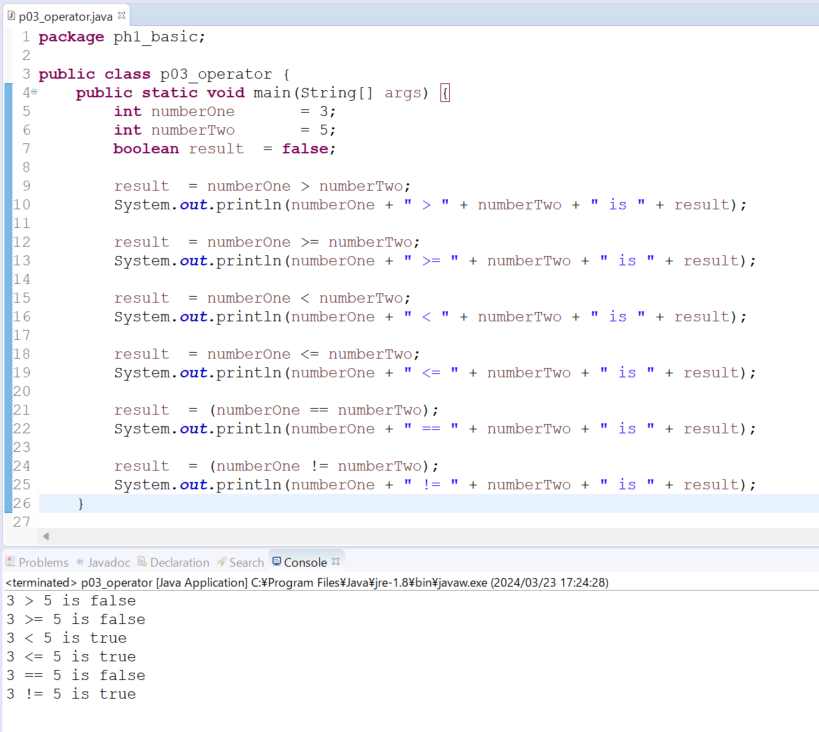 p03_operator.java
1 package ph1_basic;
2
3 public class p03_operator {
4 public static void main(String[] args) {
5 int numberOne = 3;
6 int numberTwo = 5;
7 boolean result = false;
8
9 result = numberOne > numberTwo;
10 System.out.println(numberOne + " > " + numberTwo + " is " + result);
11
12 result = numberOne >= numberTwo;
13 System.out.println(numberOne + " >= " + numberTwo + " is " + result);
14
15 result = numberOne < numberTwo;
16 System.out.println(numberOne + " < " + numberTwo + " is " + result);
17
18 result = numberOne <= numberTwo;
19 System.out.println(numberOne + " <= " + numberTwo + " is " + result);
20
21 result = (numberOne == numberTwo);
22 System.out.println(numberOne + " == " + numberTwo + " is " + result);
23
24 result = (numberOne != numberTwo);
25 System.out.println(numberOne + " != " + numberTwo + " is " + result);
26 }
27
Problems Javadoc Declaration Search Console
<terminated> p03_operator [Java Application] C:¥Program Files¥Java¥jre-1.8¥bin¥javaw.exe (2024/03/23 17:24:28)
3 > 5 is false
3 >= 5 is false
3 < 5 is true
3 <= 5 is true
3 == 5 is false
3 != 5 is true